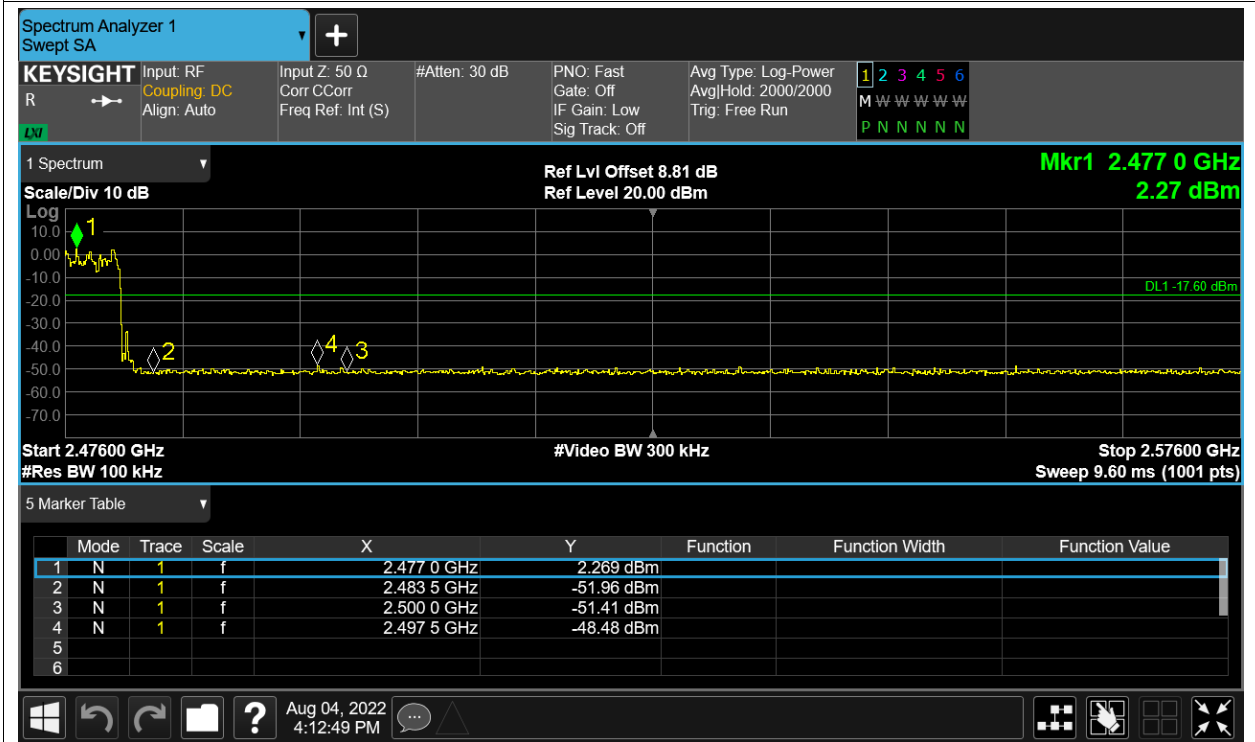 Spectrum Analyzer 1
Swept SA
+
KEYSIGHT Input: RF Input Z: 50 Ω #Atten: 30 dB PNO: Fast Avg Type: Log-Power 1 2 3 4 5 6
R Coupling: DC Corr CCorr Gate: Off Avg|Hold: 2000/2000 M W W W W W
Align: Auto Freq Ref: Int (S) IF Gain: Low Trig: Free Run
LXI Sig Track: Off P N N N N N
1 Spectrum Ref Lvl Offset 8.81 dB Mkr1 2.477 0 GHz
Scale/Div 10 dB Ref Level 20.00 dBm 2.27 dBm
Log
1
10.0
0.00
-10.0
DL1 -17.60 dBm
-20.0
-30.0
-40.0
2 4 3
-50.0
-60.0
-70.0
Start 2.47600 GHz #Video BW 300 kHz Stop 2.57600 GHz
#Res BW 100 kHz Sweep 9.60 ms (1001 pts)
5 Marker Table
Mode Trace Scale X Y Function Function Width Function Value
1 N 1 f 2.477 0 GHz 2.269 dBm
2 N 1 f 2.483 5 GHz -51.96 dBm
3 N 1 f 2.500 0 GHz -51.41 dBm
4 N 1 f 2.497 5 GHz -48.48 dBm
5
6
? Aug 04, 2022
4:12:49 PM